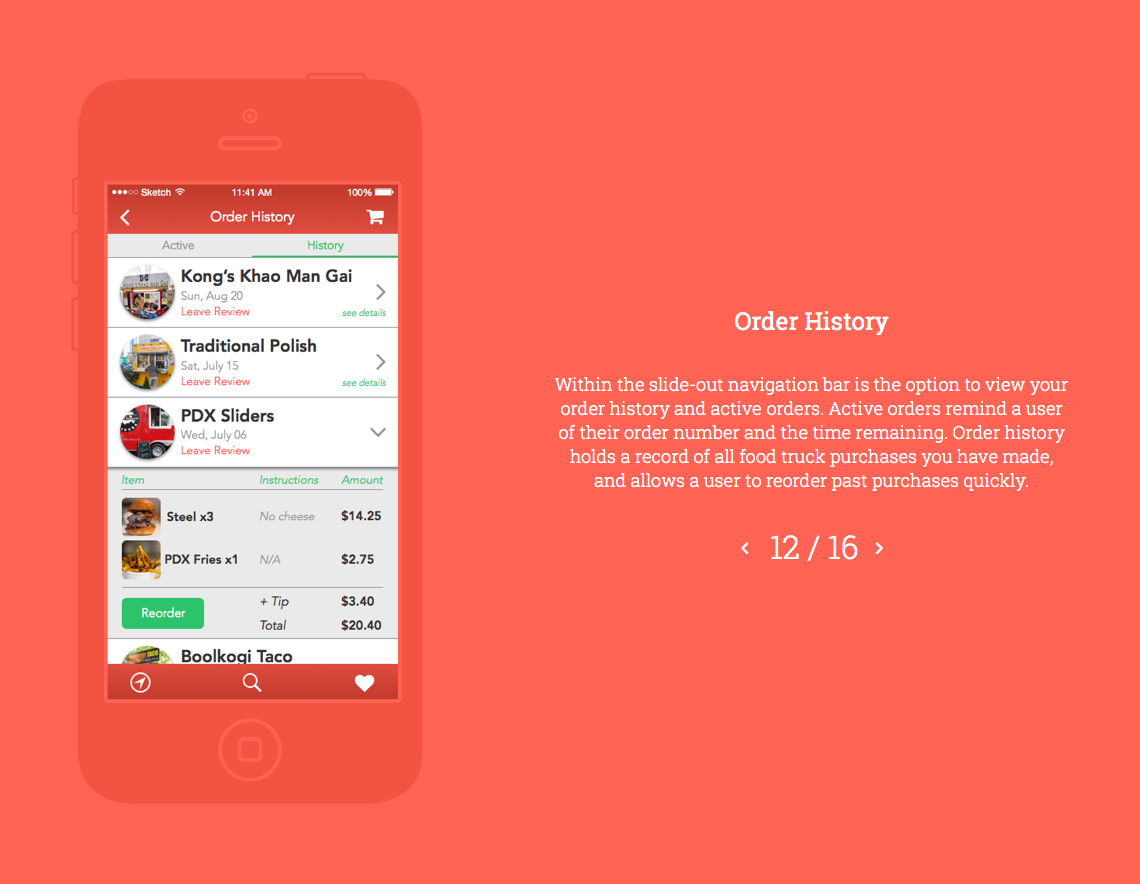 Sketch 11:41 AM 100%
Order History
Active History
Kong's Khao Man Gai
Sun, Aug 20
Leave Review see details
Traditional Polish
Sat, July 15
Leave Review see details
PDX Sliders
Wed, July 06
Leave Review
Item Instructions Amount
Steel x3 No cheese $14.25
PDX Fries x1 N/A $2.75
+ Tip $3.40
Reorder
Total $20.40
Boolkogi Taco
Order History
Within the slide-out navigation bar is the option to view your
order history and active orders. Active orders remind a user
of their order number and the time remaining. Order history
holds a record of all food truck purchases you have made,
and allows a user to reorder past purchases quickly.
‹ 12 / 16 ›